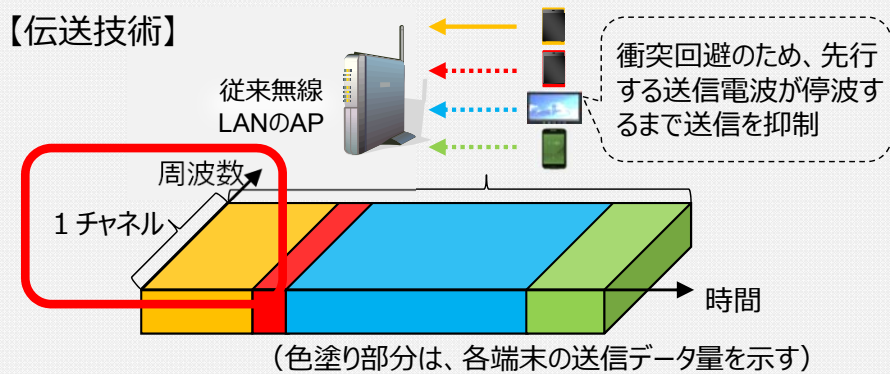 【伝送技術】
従来無線
LANのAP
衝突回避のため、先行
する送信電波が停波す
るまで送信を抑制
周波数
1チャネル
時間
（色塗り部分は、各端末の送信データ量を示す）